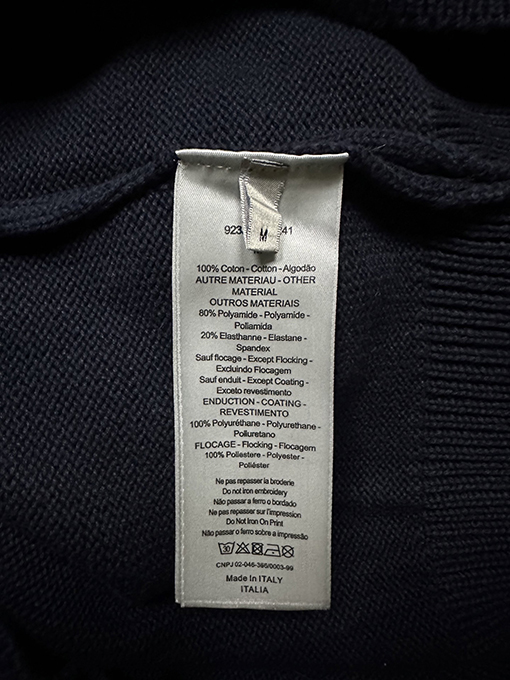 923 41
M
100% Coton - Cotton - Algodão
AUTRE MATERIAU - OTHER
MATERIAL
OUTROS MATERIAIS
80% Polyamide - Polyamide -
Poliamida
20% Elasthanne - Elastane -
Spandex
Sauf flocage - Except Flocking -
Excluindo Flocagem
Sauf enduit - Except Coating -
Exceto revestimento
ENDUCTION - COATING -
REVESTIMENTO
100% Polyuréthane - Polyurethane -
Poliuretano
FLOCAGE - Flocking - Flocagem
100% Poliestere - Polyester -
Poliéster
Ne pas repasser la broderie
Do not iron embroidery
Não passar a ferro o bordado
Ne pas repasser sur l'impression
Do Not Iron On Print
Não passar o ferro sobre a impressão
30
CNPJ 02-046-386/0003-99
Made in ITALY
ITALIA